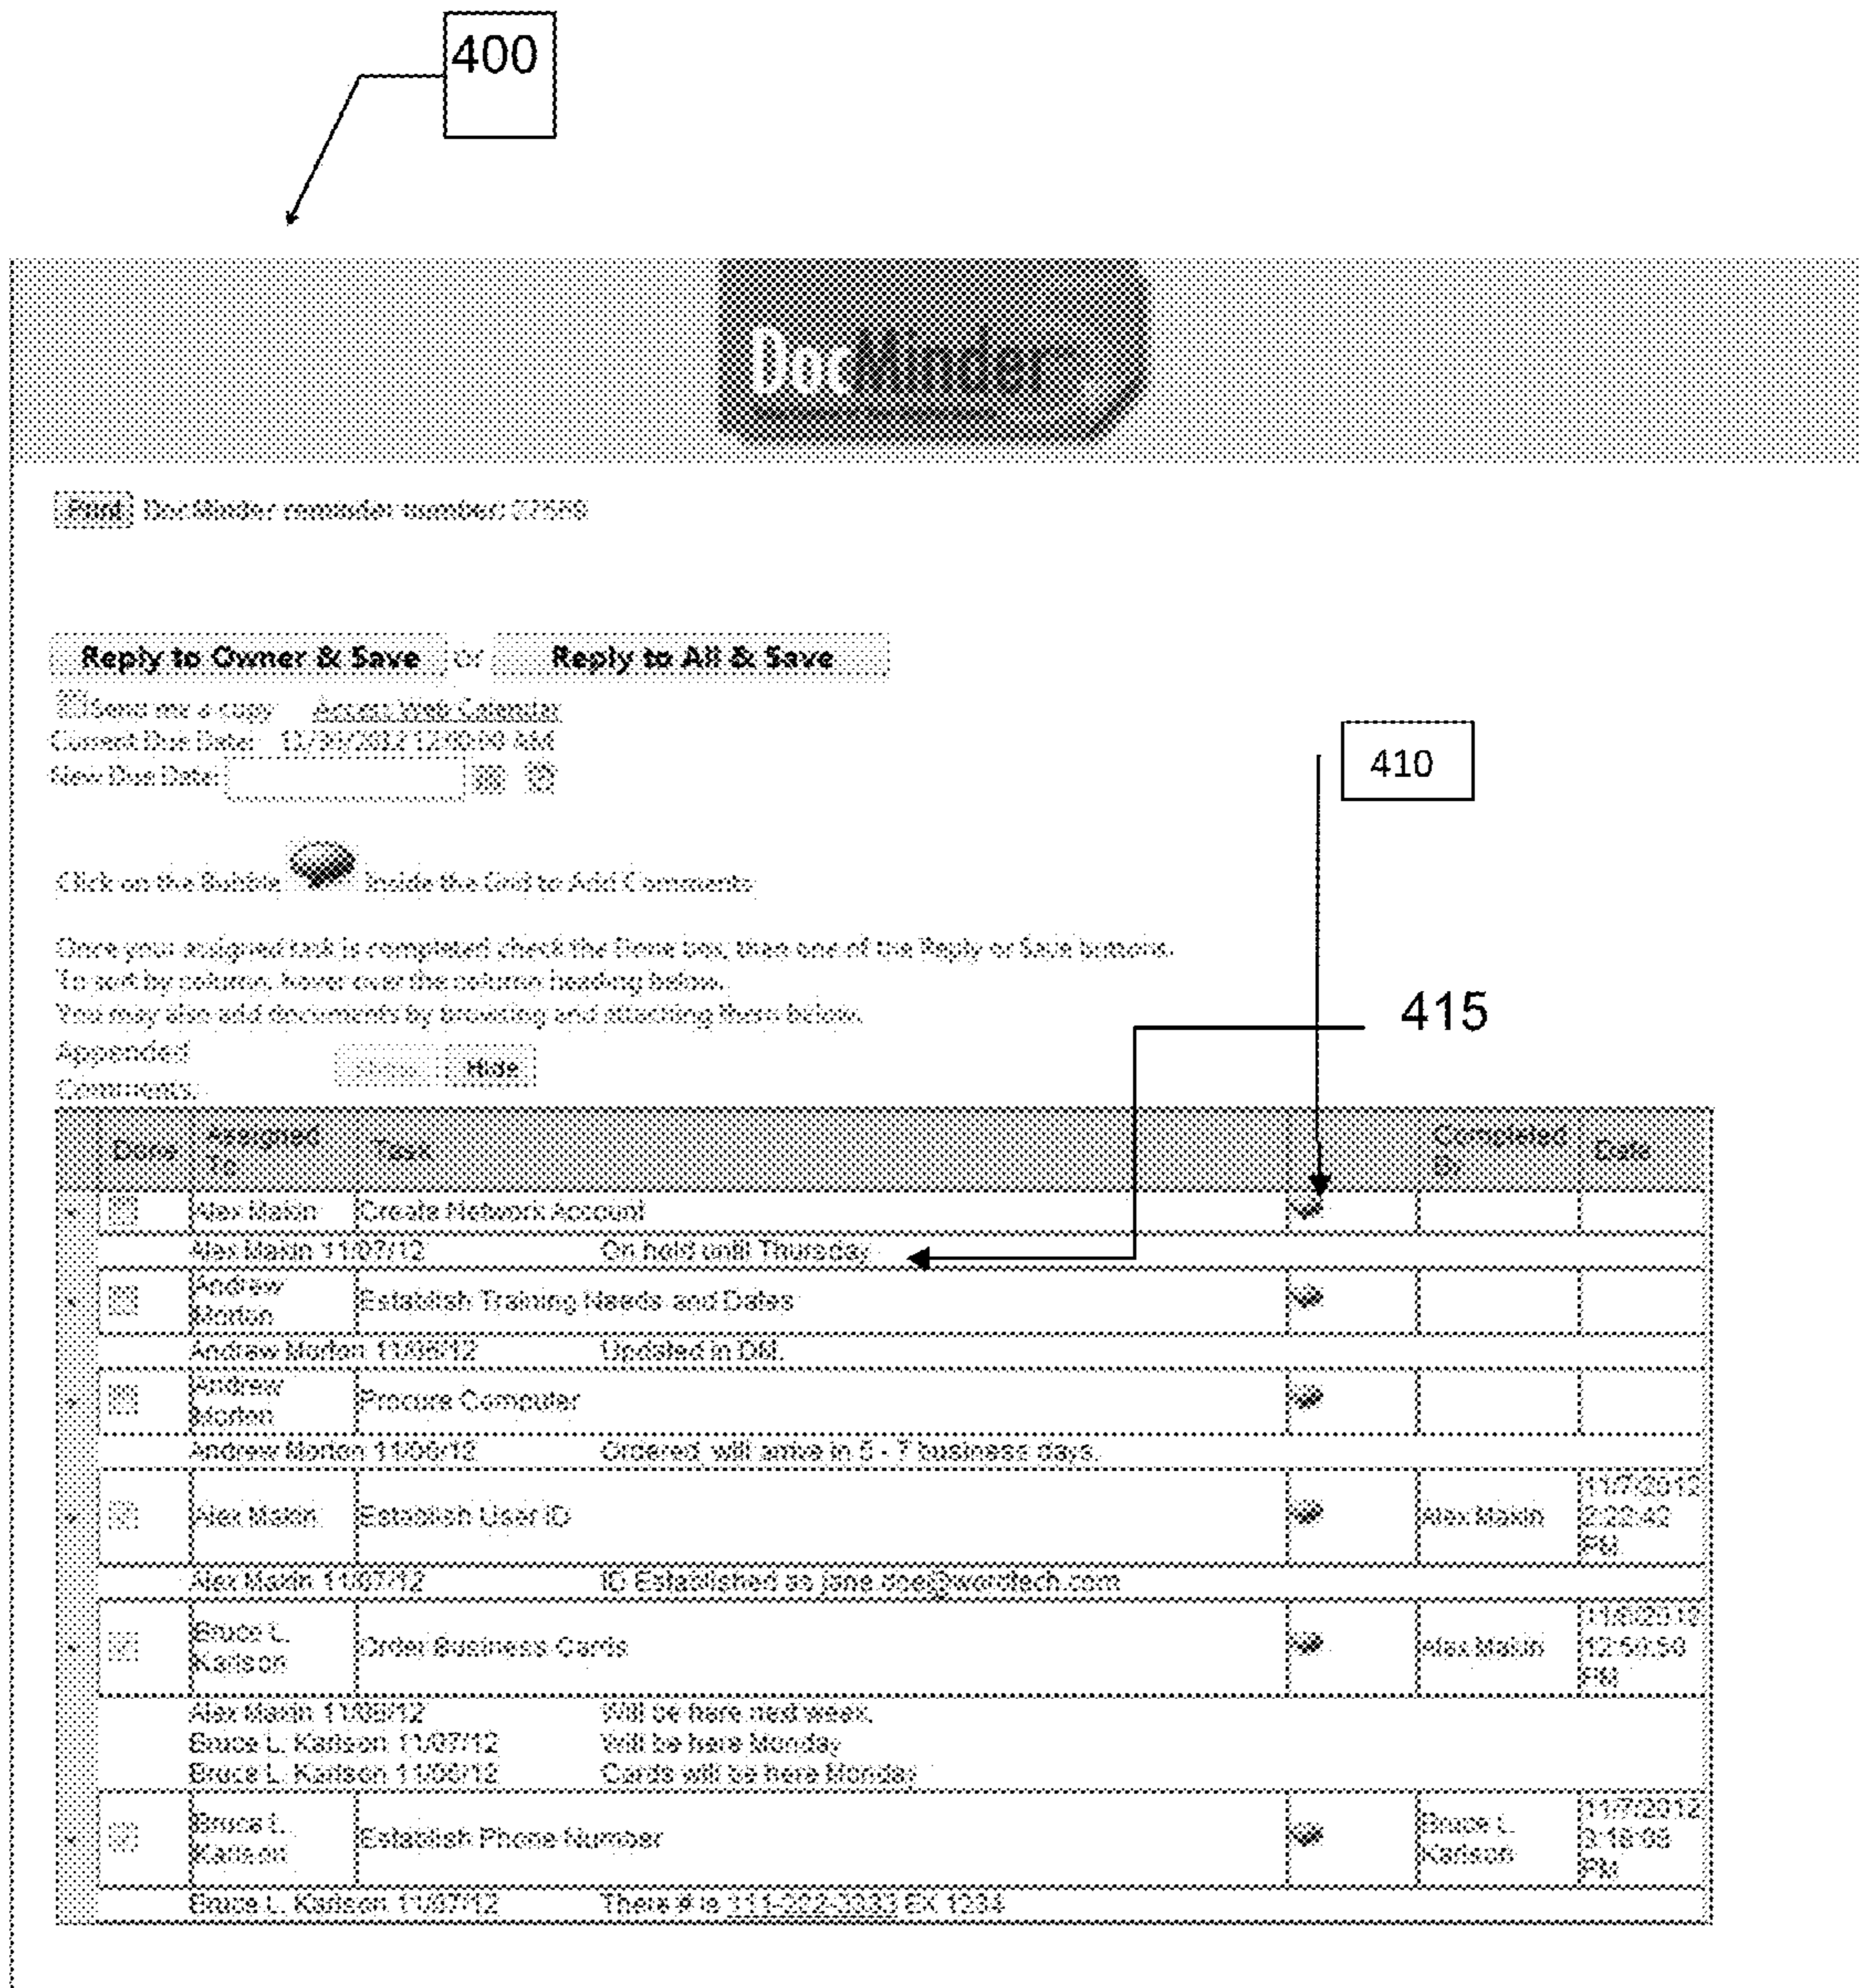 400
DocMinder
Print DocMinder reminder number:
Reply to Owner & Save or Reply to All & Save
Send me a copy Access Web Calendar
Current Due Date: 12:00:00 AM
New Due Date:
410
Click on the Bubble inside the Grid to Add Comments
Once your assigned task is completed check the Done box, then one of the Reply or Save buttons.
To sort by column, hover over the column heading below.
You may also add documents by browsing and attaching them below.
415
Appended
Comments:
Hide
Done Assigned To Task Completed By Date
Alex Makin Create Network Account
Alex Makin 11/07/12 On hold until Thursday
Andrew Morton Establish Training Needs and Dates
Andrew Morton 11/06/12 Updated in
Andrew Morton Procure Computer
Andrew Morton 11/06/12 Ordered, will arrive in 5 - 7 business days.
Alex Makin Establish User ID Alex Makin 11/7/2012 2:22:42 PM
Alex Makin 11/07/12 ID Established as
Bruce L. Karlson Order Business Cards Alex Makin PM
Alex Makin Will be here next week.
Bruce L. Karlson 11/07/12 Will be here Monday
Bruce L. Karlson 11/06/12 Cards will be here Monday
Bruce L. Karlson Establish Phone Number Bruce L. Karlson 11/7/2012 PM
Bruce L. Karlson 11/07/12 There # is 111-222-3333 EX 1234